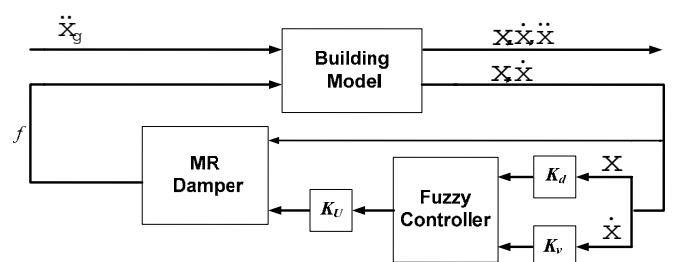 ẍg
x,ẋ,ẍ
Building
Model
x,ẋ
f
MR
Damper
Fuzzy
Controller
KU
Kd
x
Kv
ẋ